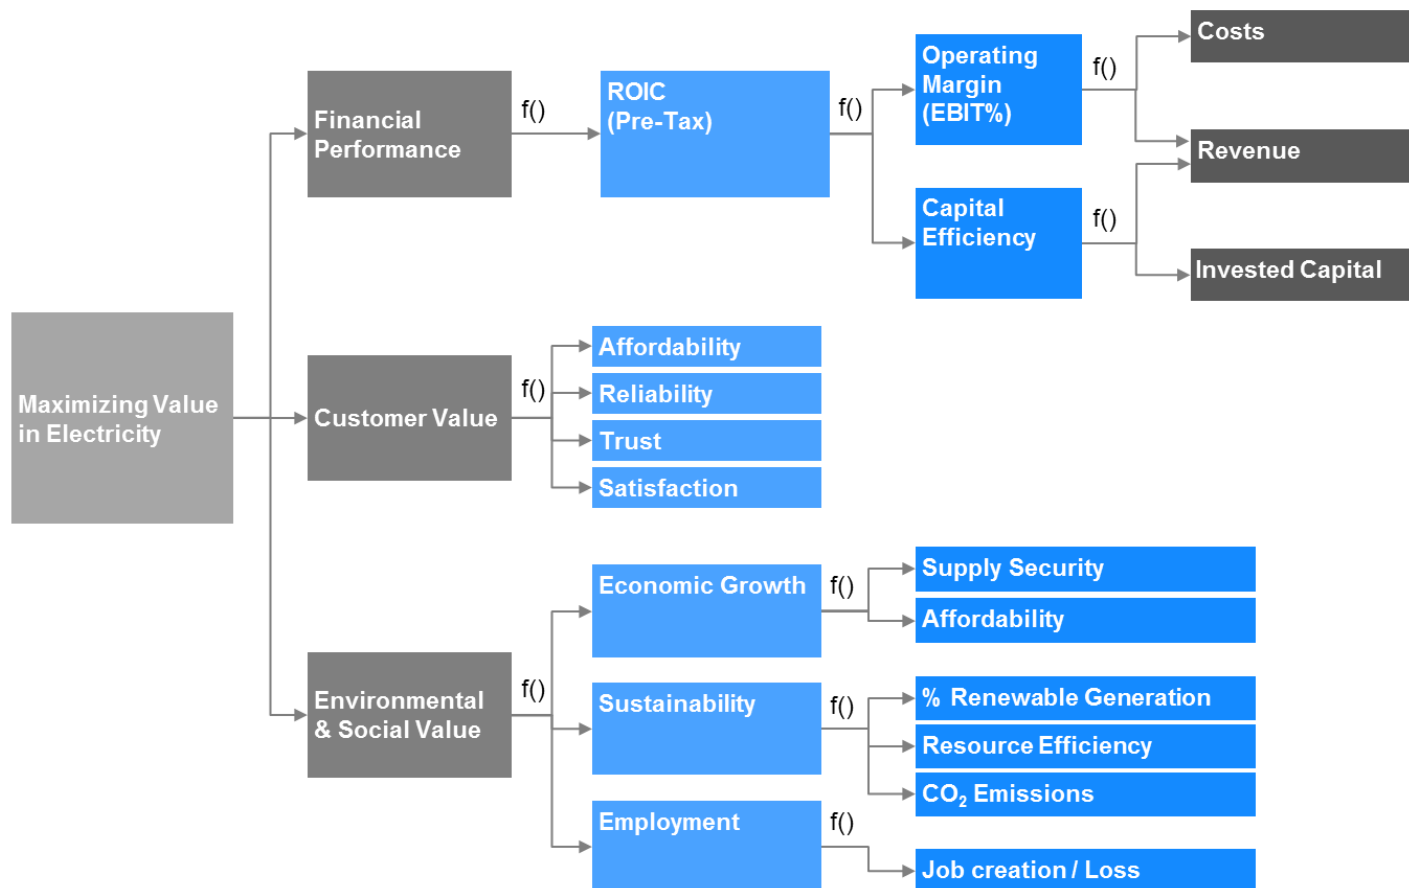 Maximizing Value
in Electricity
Financial
Performance
f()
ROIC
(Pre-Tax)
f()
Operating
Margin
(EBIT%)
f()
Costs
Revenue
Capital
Efficiency
f()
Invested Capital
Customer Value
f()
Affordability
Reliability
Trust
Satisfaction
Environmental
& Social Value
f()
Economic Growth
f()
Supply Security
Affordability
Sustainability
f()
% Renewable Generation
Resource Efficiency
CO₂ Emissions
Employment
f()
Job creation / Loss